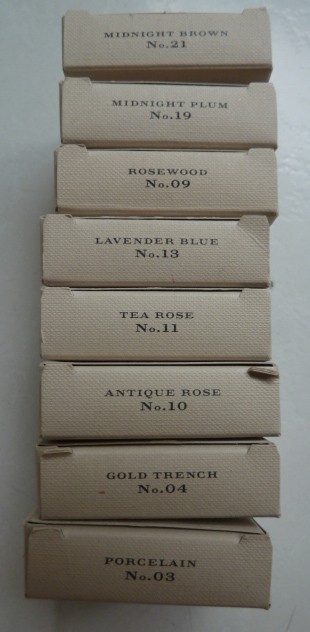 MIDNIGHT BROWN
No.21
MIDNIGHT PLUM
No.19
ROSEWOOD
No.09
LAVENDER BLUE
No.13
TEA ROSE
No.11
ANTIQUE ROSE
No.10
GOLD TRENCH
No.04
PORCELAIN
No.03